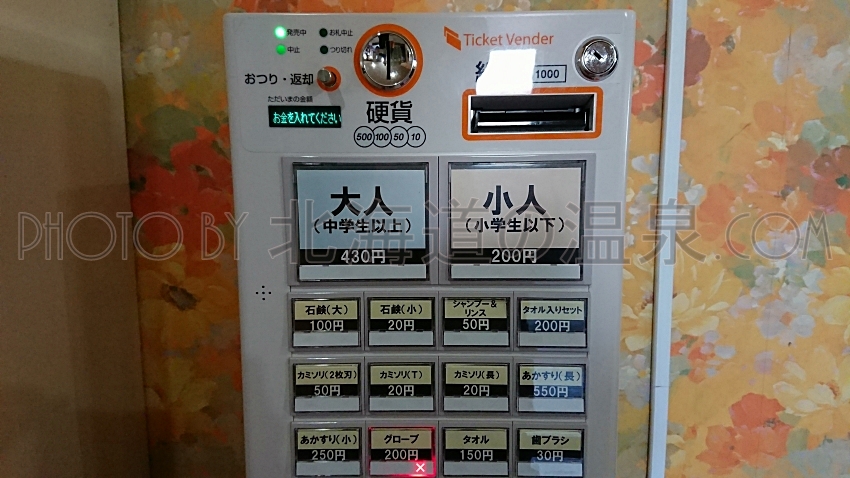 発売中
お札中止
中止
つり切れ
Ticket Vender
おつり・返却
1000
ただいまの金額
お金を入れてください
硬貨
500 100 50 10
大人
(中学生以上)
430円
小人
(小学生以下)
200円
石鹸(大)
100円
石鹸(小)
20円
シャンプー&
リンス
50円
タオル入りセット
200円
カミソリ(2枚刃)
50円
カミソリ(T)
20円
カミソリ(長)
20円
あかすり(長)
550円
あかすり(小)
250円
グローブ
200円
タオル
150円
歯ブラシ
30円
PHOTO BY 北海道の温泉.COM